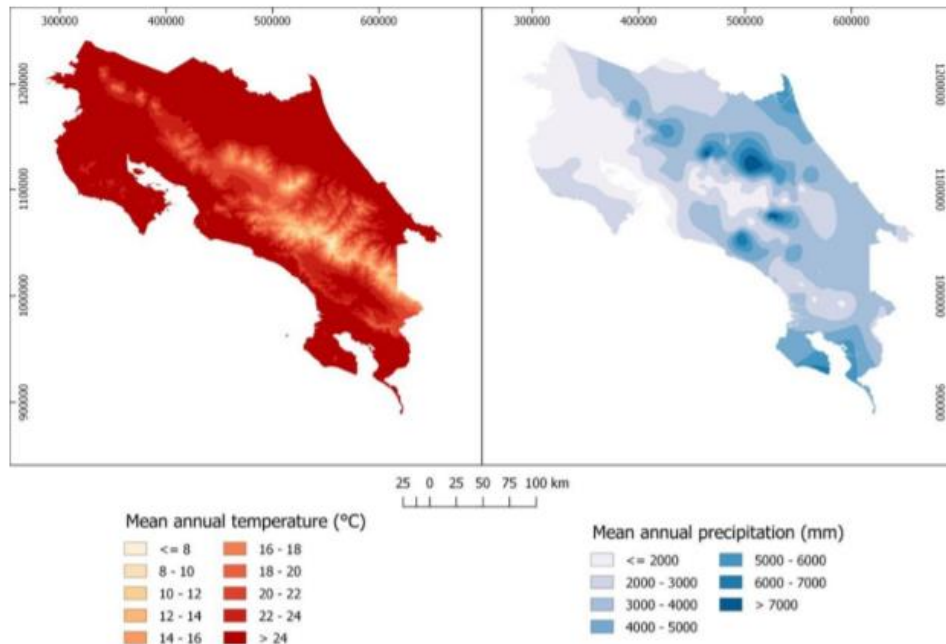 300000 400000 500000 600000 300000 400000 500000 600000
1200000
1100000
1000000
900000
1200000
1100000
1000000
9000000
25 0 25 50 75 100 km
Mean annual temperature (°C)
<= 8 16 - 18
8 - 10 18 - 20
10 - 12 20 - 22
12 - 14 22 - 24
14 - 16 > 24
Mean annual precipitation (mm)
<= 2000 5000 - 6000
2000 - 3000 6000 - 7000
3000 - 4000 > 7000
4000 - 5000